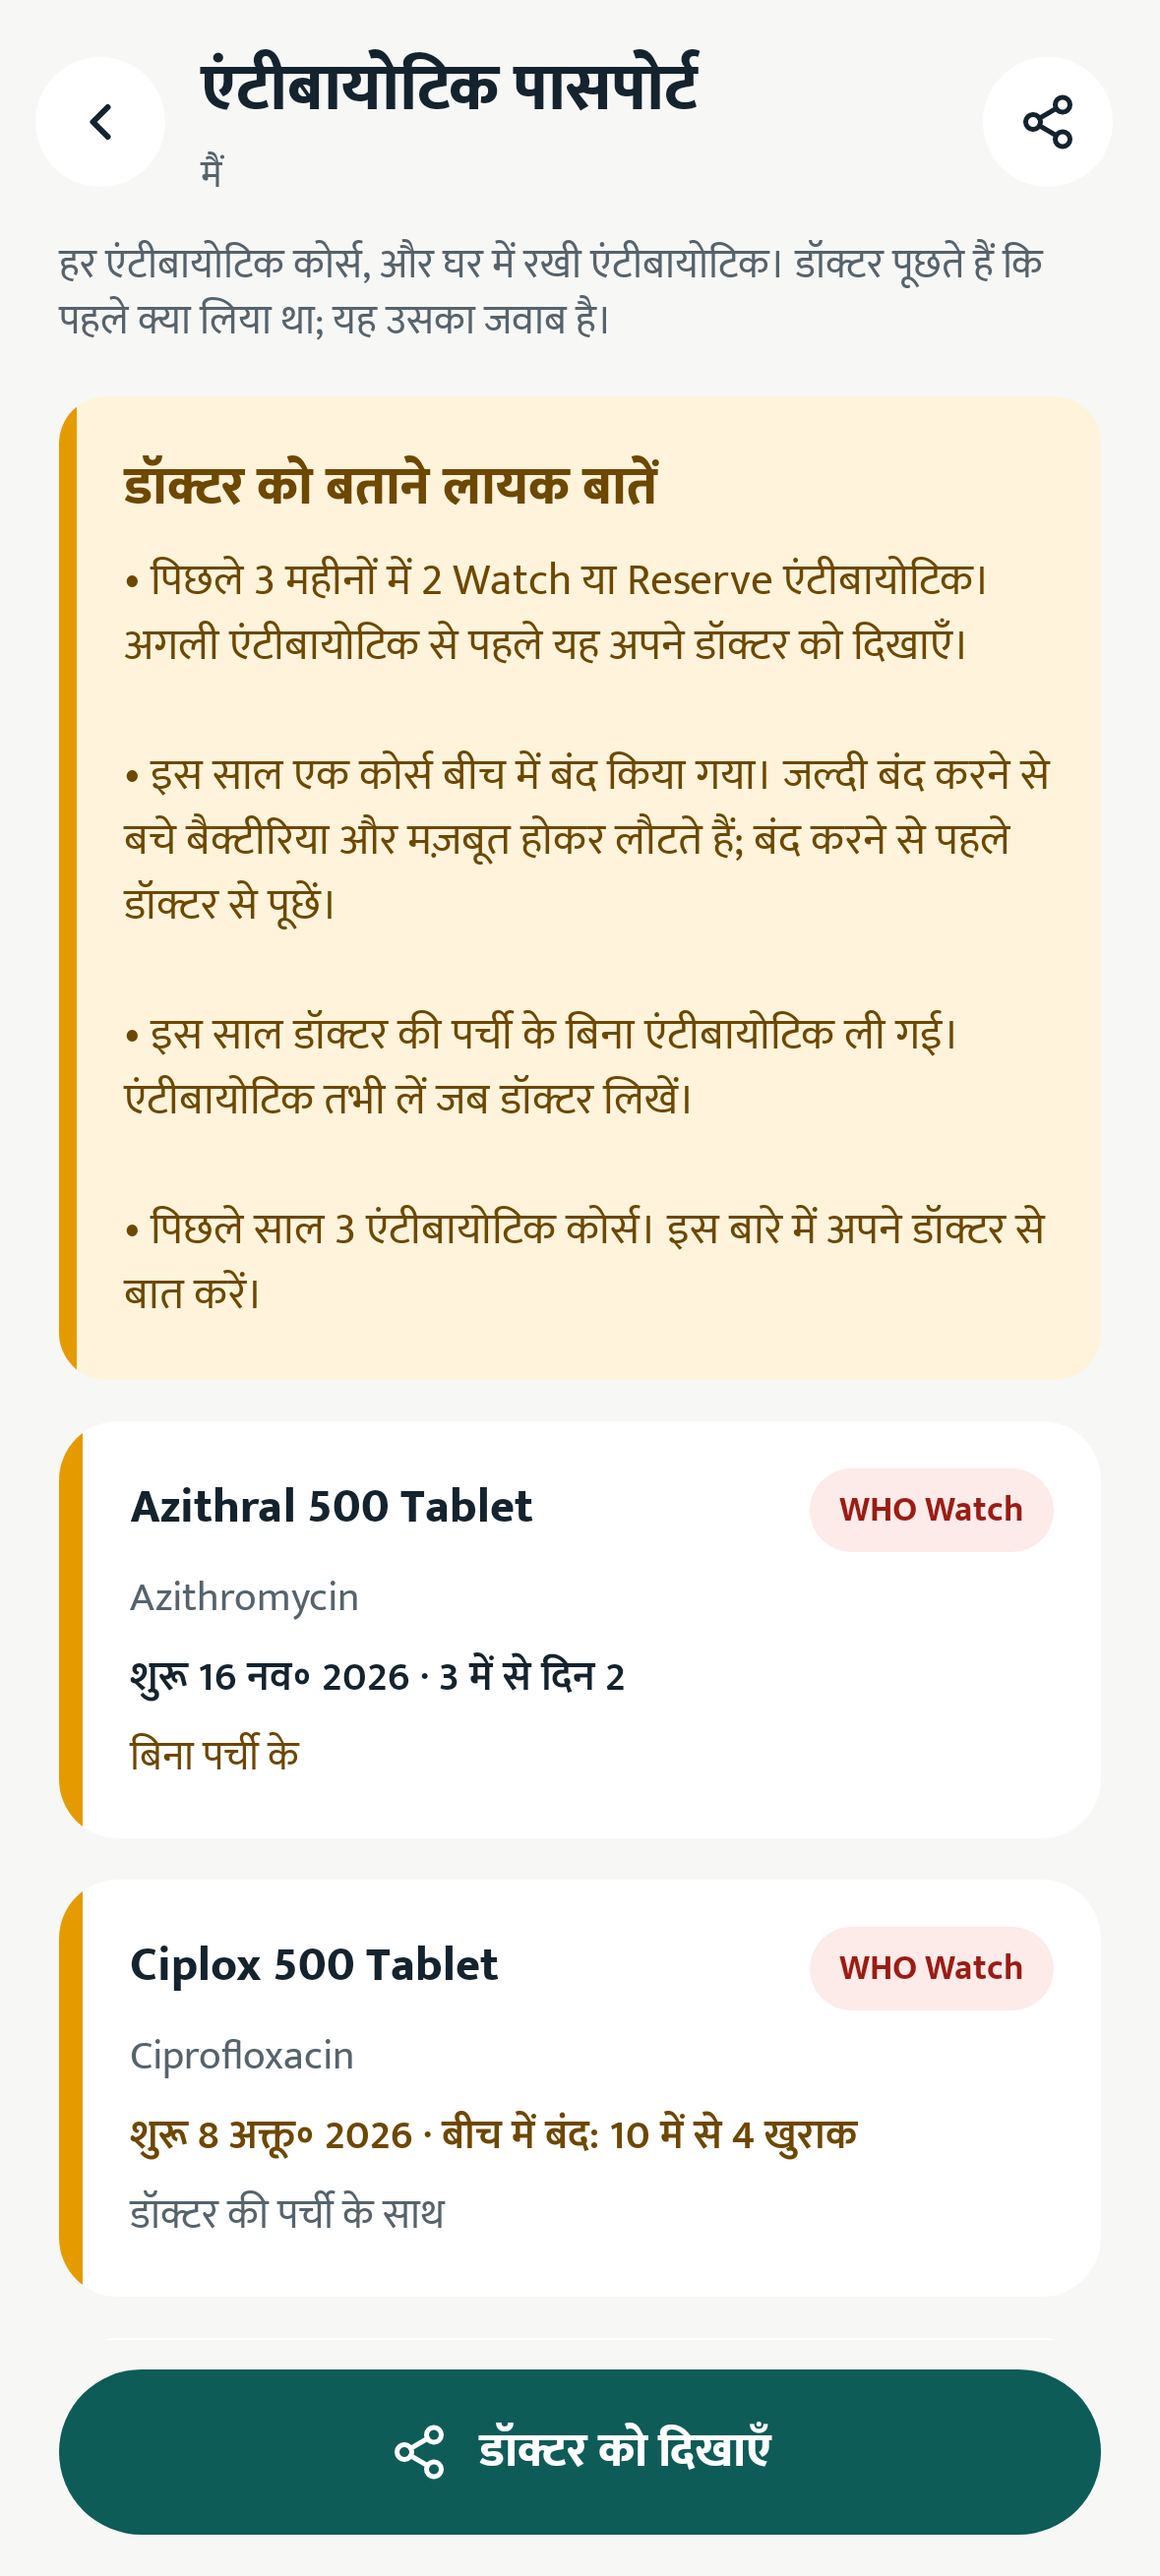 एंटीबायोटिक पासपोर्ट
मैं
हर एंटीबायोटिक कोर्स, और घर में रखी एंटीबायोटिक। डॉक्टर पूछते हैं कि
पहले क्या लिया था; यह उसका जवाब है।
डॉक्टर को बताने लायक बातें
• पिछले 3 महीनों में 2 Watch या Reserve एंटीबायोटिक।
अगली एंटीबायोटिक से पहले यह अपने डॉक्टर को दिखाएँ।
• इस साल एक कोर्स बीच में बंद किया गया। जल्दी बंद करने से
बचे बैक्टीरिया और मज़बूत होकर लौटते हैं; बंद करने से पहले
डॉक्टर से पूछें।
• इस साल डॉक्टर की पर्ची के बिना एंटीबायोटिक ली गई।
एंटीबायोटिक तभी लें जब डॉक्टर लिखें।
• पिछले साल 3 एंटीबायोटिक कोर्स। इस बारे में अपने डॉक्टर से
बात करें।
Azithral 500 Tablet
WHO Watch
Azithromycin
शुरू 16 नव॰ 2026 · 3 में से दिन 2
बिना पर्ची के
Ciplox 500 Tablet
WHO Watch
Ciprofloxacin
शुरू 8 अक्तू॰ 2026 · बीच में बंद: 10 में से 4 खुराक
डॉक्टर की पर्ची के साथ
डॉक्टर को दिखाएँ